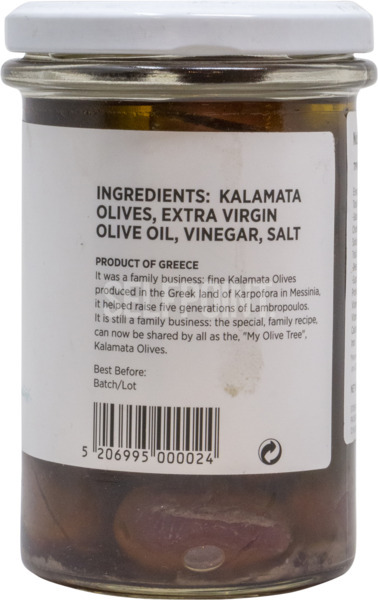 INGREDIENTS: KALAMATA
OLIVES, EXTRA VIRGIN
OLIVE OIL, VINEGAR, SALT
PRODUCT OF GREECE
It was a family business: fine Kalamata Olives
produced in the Greek land of Karpofora in Messinia,
it helped raise five generations of Lambropoulos.
It is still a family business: the special, family recipe,
can now be shared by all as the, "My Olive Tree",
Kalamata Olives.
Best Before:
Batch/Lot
5 206995 000024